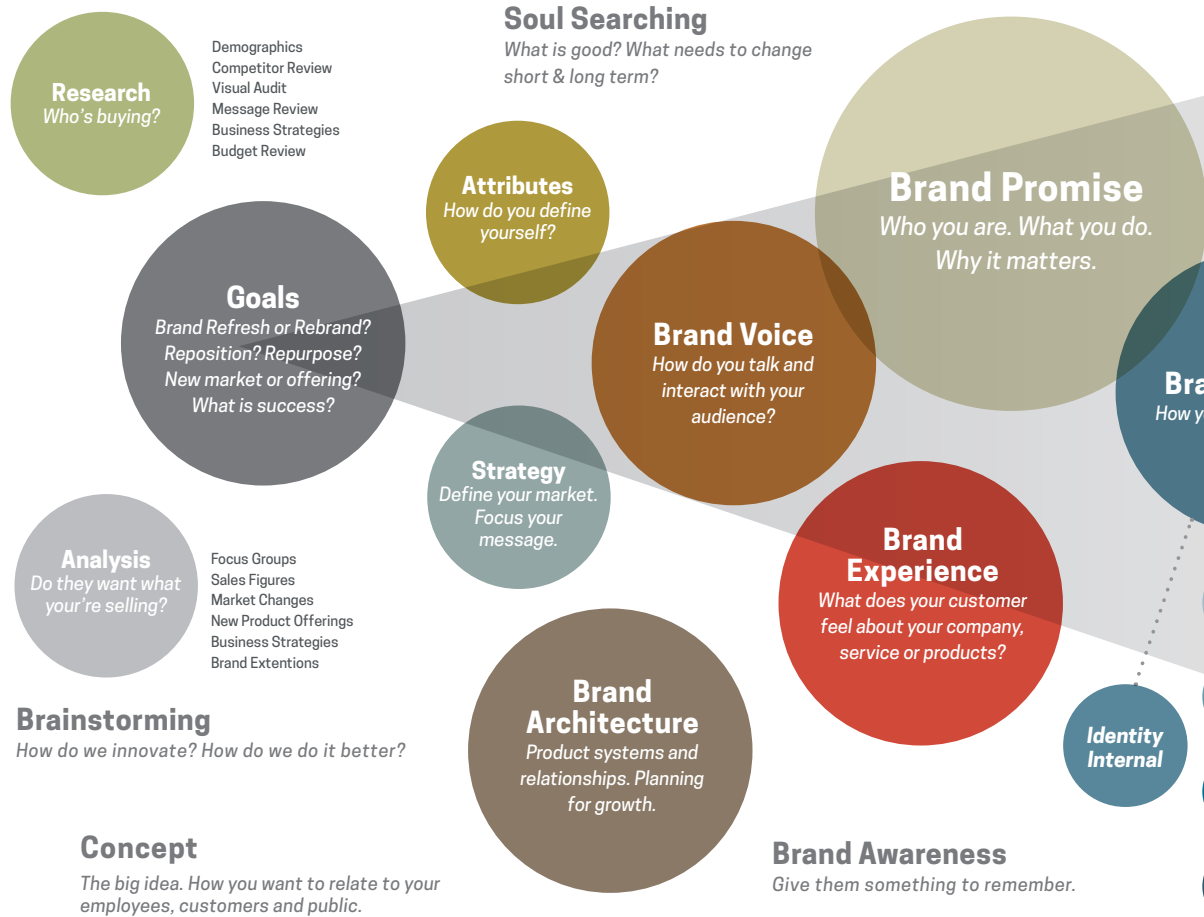 Soul Searching
What is good? What needs to change
short & long term?
Research
Who's buying?
Demographics
Competitor Review
Visual Audit
Message Review
Business Strategies
Budget Review
Attributes
How do you define
yourself?
Brand Promise
Who you are. What you do.
Why it matters.
Goals
Brand Refresh or Rebrand?
Reposition? Repurpose?
New market or offering?
What is success?
Brand Voice
How do you talk and
interact with your
audience?
Bra
How y
Strategy
Define your market.
Focus your
message.
Analysis
Do they want what
your're selling?
Focus Groups
Sales Figures
Market Changes
New Product Offerings
Business Strategies
Brand Extentions
Brand
Experience
What does your customer
feel about your company,
service or products?
Brainstorming
How do we innovate? How do we do it better?
Brand
Architecture
Product systems and
relationships. Planning
for growth.
Identity
Internal
Concept
The big idea. How you want to relate to your
employees, customers and public.
Brand Awareness
Give them something to remember.